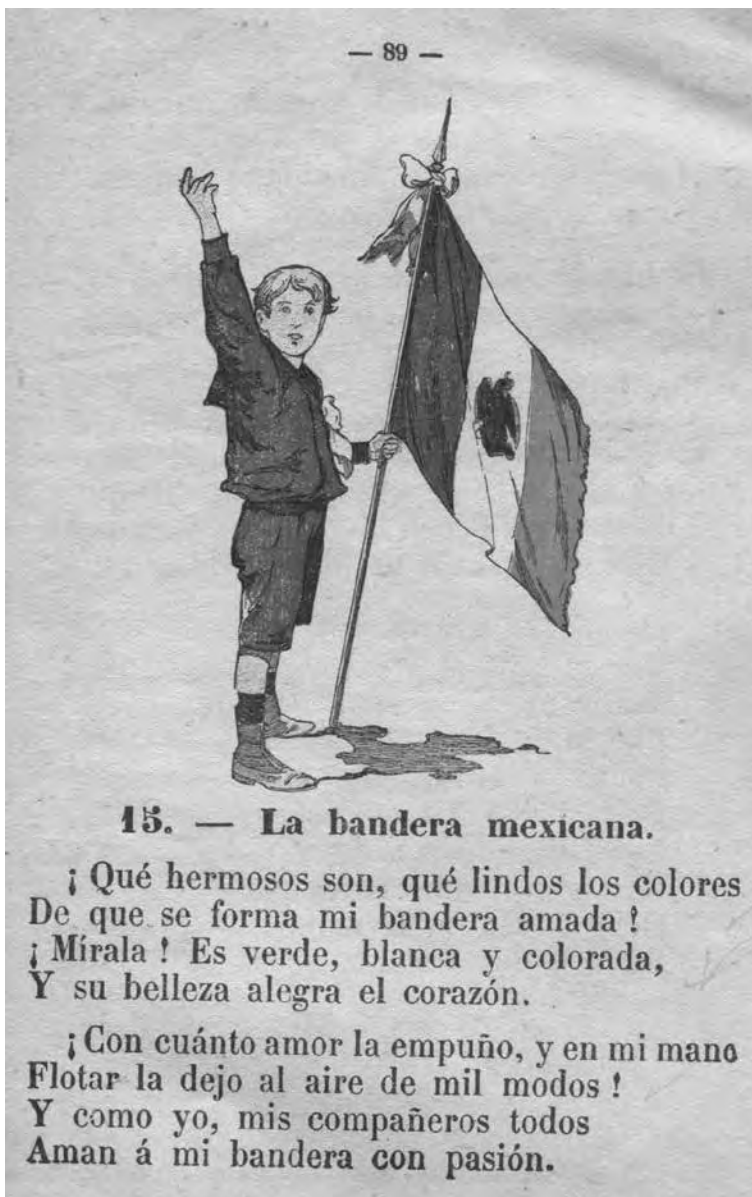 — 89 —
15. — La bandera mexicana.
¡ Qué hermosos son, qué lindos los colores
De que se forma mi bandera amada !
¡ Mírala ! Es verde, blanca y colorada,
Y su belleza alegra el corazón.
¡ Con cuánto amor la empuño, y en mi mano
Flotar la dejo al aire de mil modos !
Y como yo, mis compañeros todos
Aman á mi bandera con pasión.